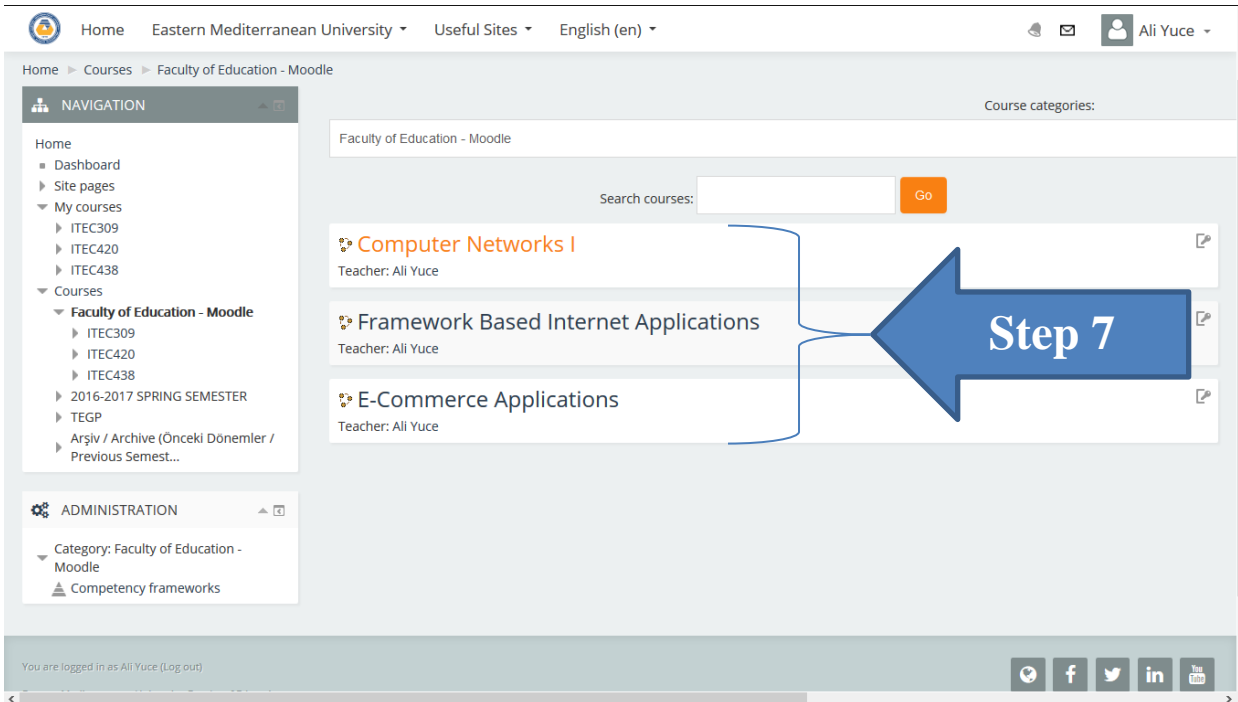 Home Eastern Mediterranean University Useful Sites English (en) Ali Yuce
Home Courses Faculty of Education - Moodle
NAVIGATION
Home
Dashboard
Site pages
My courses
ITEC309
ITEC420
ITEC438
Courses
Faculty of Education - Moodle
ITEC309
ITEC420
ITEC438
2016-2017 SPRING SEMESTER
TEGP
Arşiv / Archive (Önceki Dönemler /
Previous Semest...
ADMINISTRATION
Category: Faculty of Education -
Moodle
Competency frameworks
Course categories:
Faculty of Education - Moodle
Search courses: Go
Computer Networks I
Teacher: Ali Yuce
Framework Based Internet Applications
Teacher: Ali Yuce
E-Commerce Applications
Teacher: Ali Yuce
Step 7
You are logged in as Ali Yuce (Log out)
f in You Tube